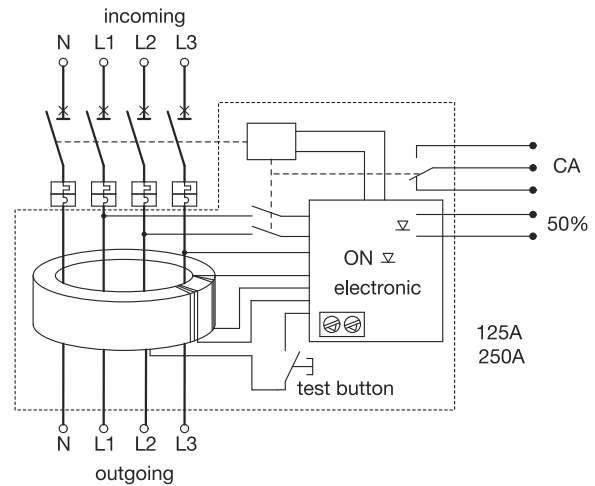 incoming
N L1 L2 L3
CA
50%
ON
electronic
125A
250A
test button
N L1 L2 L3
outgoing